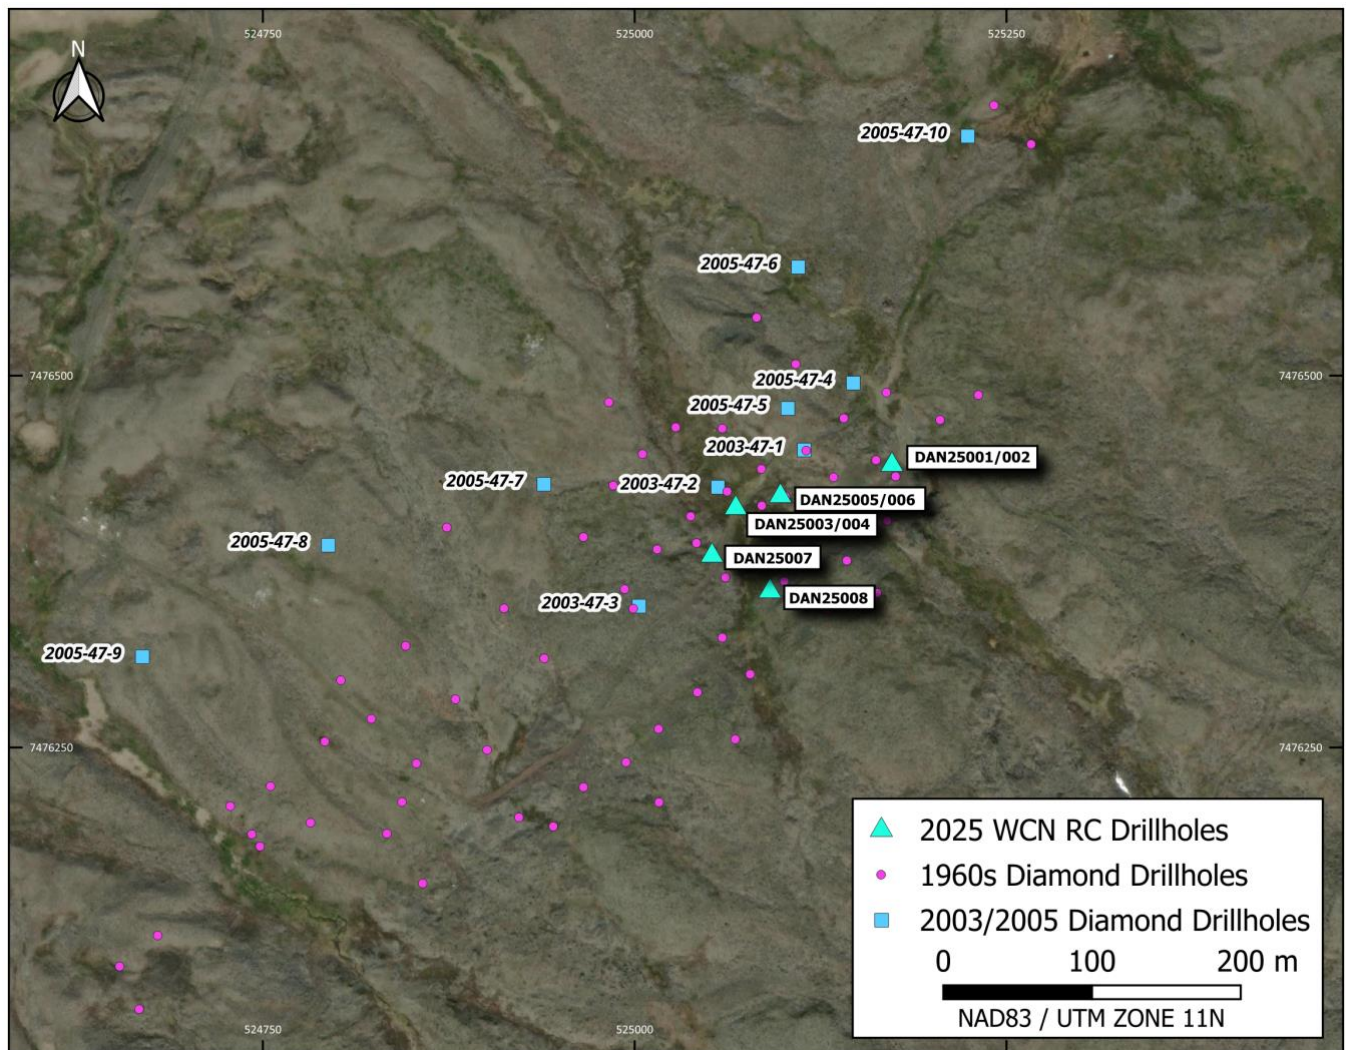 524750
525000
525250
N
2005-47-10
2005-47-6
7476500
7476500
2005-47-4
2005-47-5
2003-47-1
DAN25001/002
2005-47-7
2003-47-2
DAN25005/006
DAN25003/004
2005-47-8
DAN25007
2003-47-3
DAN25008
2005-47-9
7476250
7476250
2025 WCN RC Drillholes
1960s Diamond Drillholes
2003/2005 Diamond Drillholes
0 100 200 m
NAD83 / UTM ZONE 11N
524750
525000